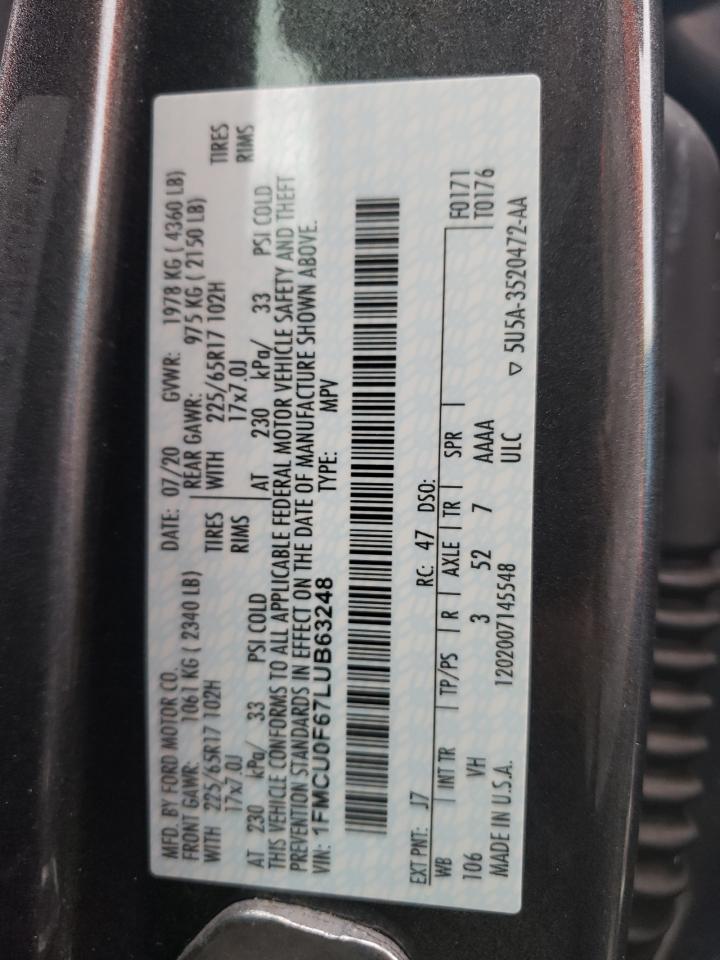 MFD. BY FORD MOTOR CO. DATE: 07/20 GVWR: 1978 KG ( 4360 LB)
FRONT GAWR: 1061 KG ( 2340 LB) REAR GAWR: 975 KG ( 2150 LB)
WITH 225/65R17 102H TIRES WITH 225/65R17 102H TIRES
17x7.0J RIMS 17x7.0J RIMS
AT 230 kPa/ 33 PSI COLD AT 230 kPa/ 33 PSI COLD
THIS VEHICLE CONFORMS TO ALL APPLICABLE FEDERAL MOTOR VEHICLE SAFETY AND THEFT
PREVENTION STANDARDS IN EFFECT ON THE DATE OF MANUFACTURE SHOWN ABOVE.
VIN: 1FMCU0F67LUB63248 TYPE: MPV
EXT PNT: J7 RC: 47 DSO: F0171
WB INT TR TP/PS R AXLE TR SPR T0176
106 VH 3 52 7 AAAA
ULC
MADE IN U.S.A. 1202007145548 ▽ 5U5A-3520472-AA